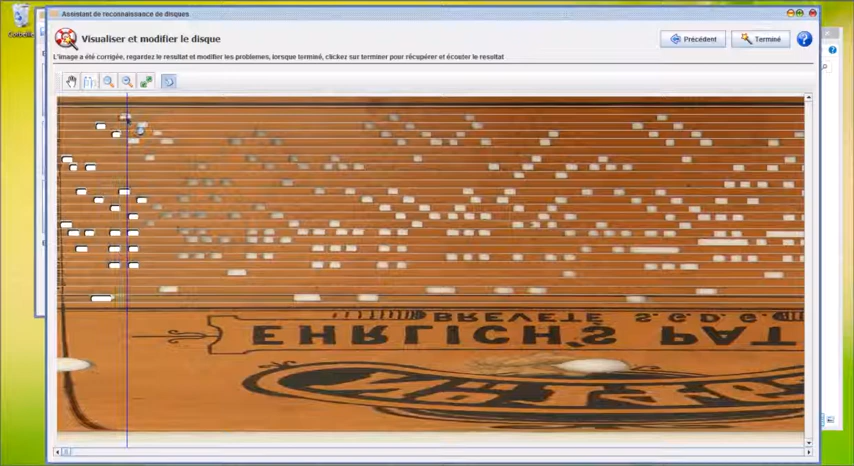 Assistant de reconnaissance de disques
Visualiser et modifier le disque
Précédent
Terminé
L'image a été corrigée, regardez le resultat et modifier les problemes, lorsque terminé, clickez sur terminer pour récupérer et écouter le resultat
BREVETE S.G.D.G.
EHRLICH'S PAT